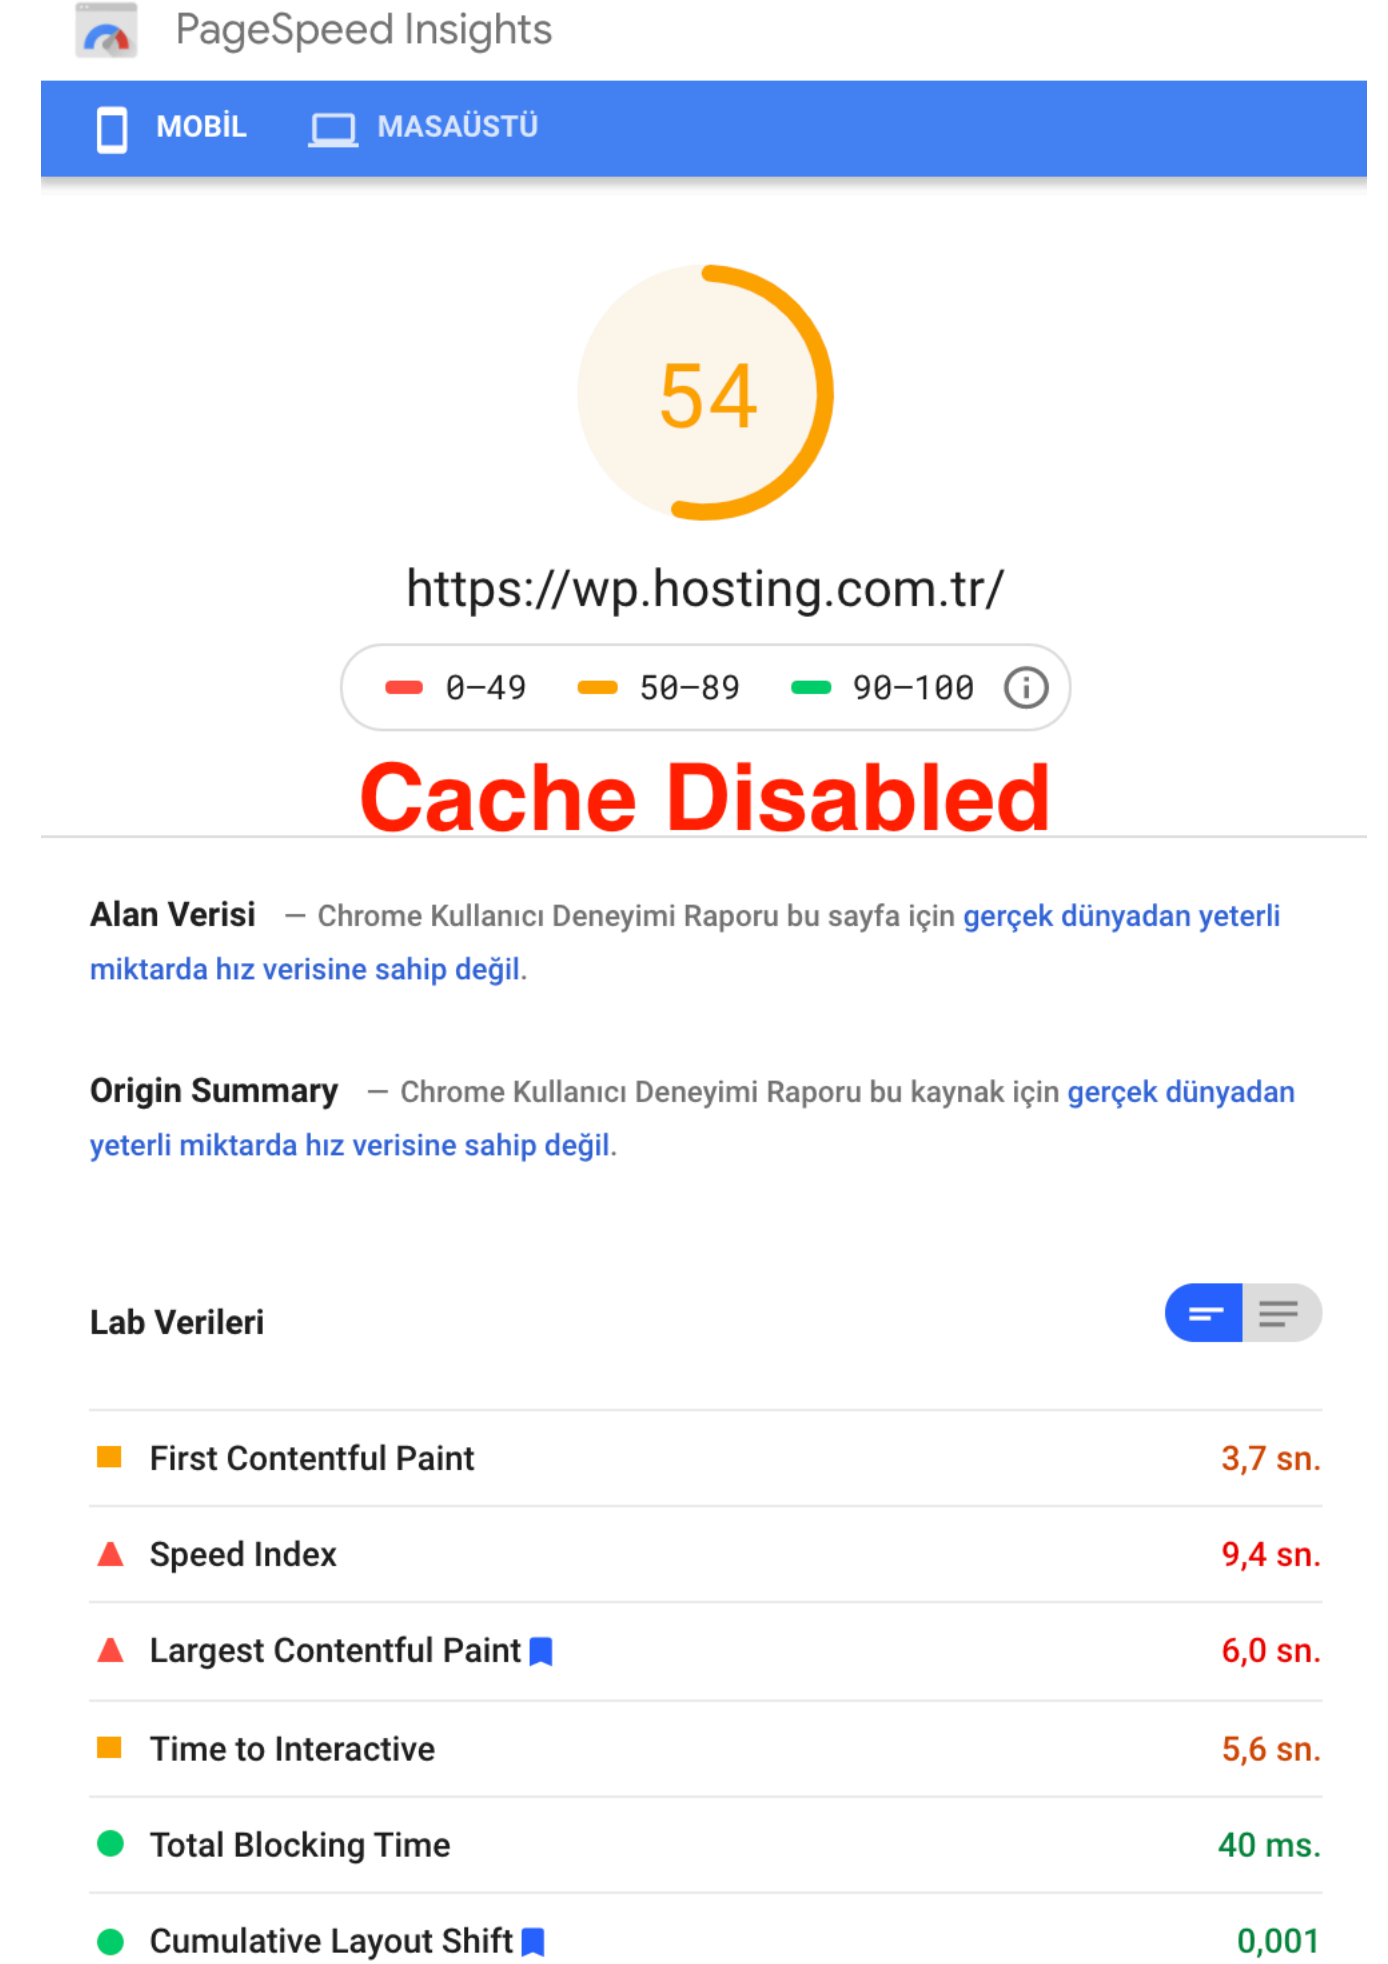 PageSpeed Insights
MOBİL MASAÜSTÜ
54
https://wp.hosting.com.tr/
0–49 50–89 90–100
Cache Disabled
Alan Verisi — Chrome Kullanıcı Deneyimi Raporu bu sayfa için gerçek dünyadan yeterli
miktarda hız verisine sahip değil.
Origin Summary — Chrome Kullanıcı Deneyimi Raporu bu kaynak için gerçek dünyadan
yeterli miktarda hız verisine sahip değil.
Lab Verileri
First Contentful Paint 3,7 sn.
Speed Index 9,4 sn.
Largest Contentful Paint 6,0 sn.
Time to Interactive 5,6 sn.
Total Blocking Time 40 ms.
Cumulative Layout Shift 0,001